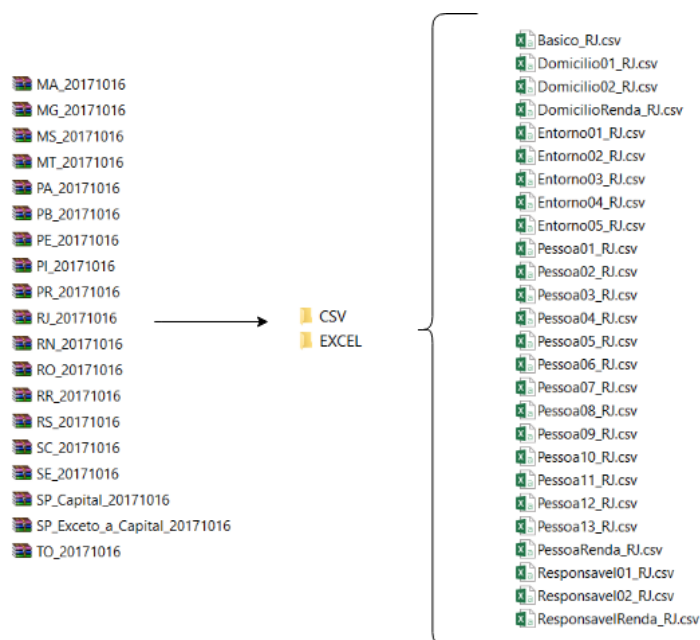 MA_20171016
MG_20171016
MS_20171016
MT_20171016
PA_20171016
PB_20171016
PE_20171016
PI_20171016
PR_20171016
RJ_20171016
RN_20171016
RO_20171016
RR_20171016
RS_20171016
SC_20171016
SE_20171016
SP_Capital_20171016
SP_Exceto_a_Capital_20171016
TO_20171016
CSV
EXCEL
Basico_RJ.csv
Domicilio01_RJ.csv
Domicilio02_RJ.csv
DomicilioRenda_RJ.csv
Entorno01_RJ.csv
Entorno02_RJ.csv
Entorno03_RJ.csv
Entorno04_RJ.csv
Entorno05_RJ.csv
Pessoa01_RJ.csv
Pessoa02_RJ.csv
Pessoa03_RJ.csv
Pessoa04_RJ.csv
Pessoa05_RJ.csv
Pessoa06_RJ.csv
Pessoa07_RJ.csv
Pessoa08_RJ.csv
Pessoa09_RJ.csv
Pessoa10_RJ.csv
Pessoa11_RJ.csv
Pessoa12_RJ.csv
Pessoa13_RJ.csv
PessoaRenda_RJ.csv
Responsavel01_RJ.csv
Responsavel02_RJ.csv
ResponsavelRenda_RJ.csv